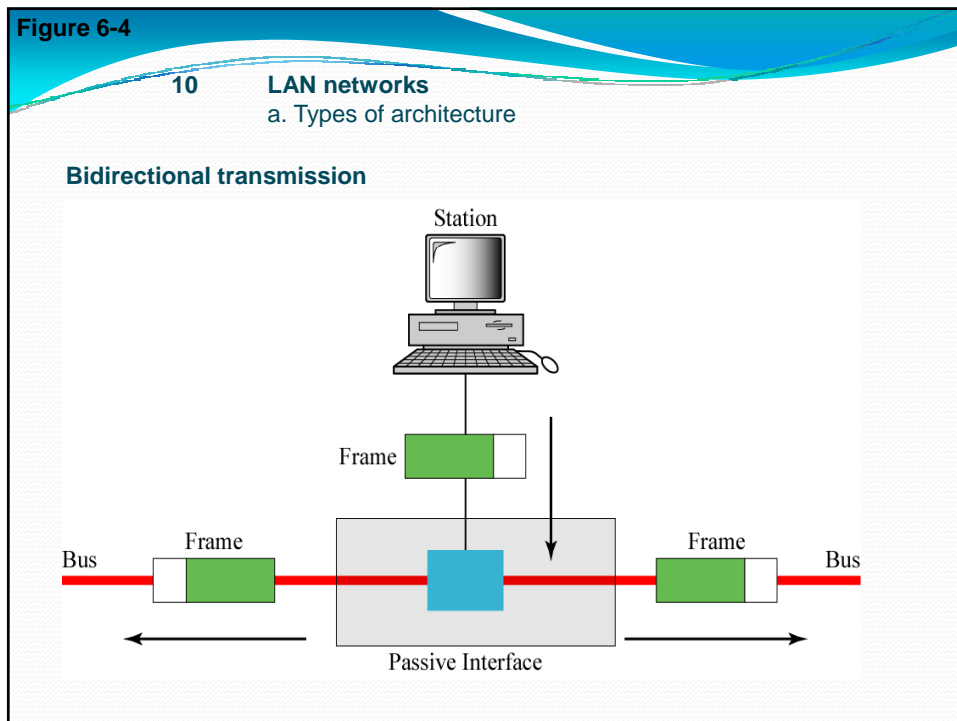 Figure 6-4
10 LAN networks
a. Types of architecture
Bidirectional transmission
Station
Frame
Bus Frame Frame Bus
Passive Interface